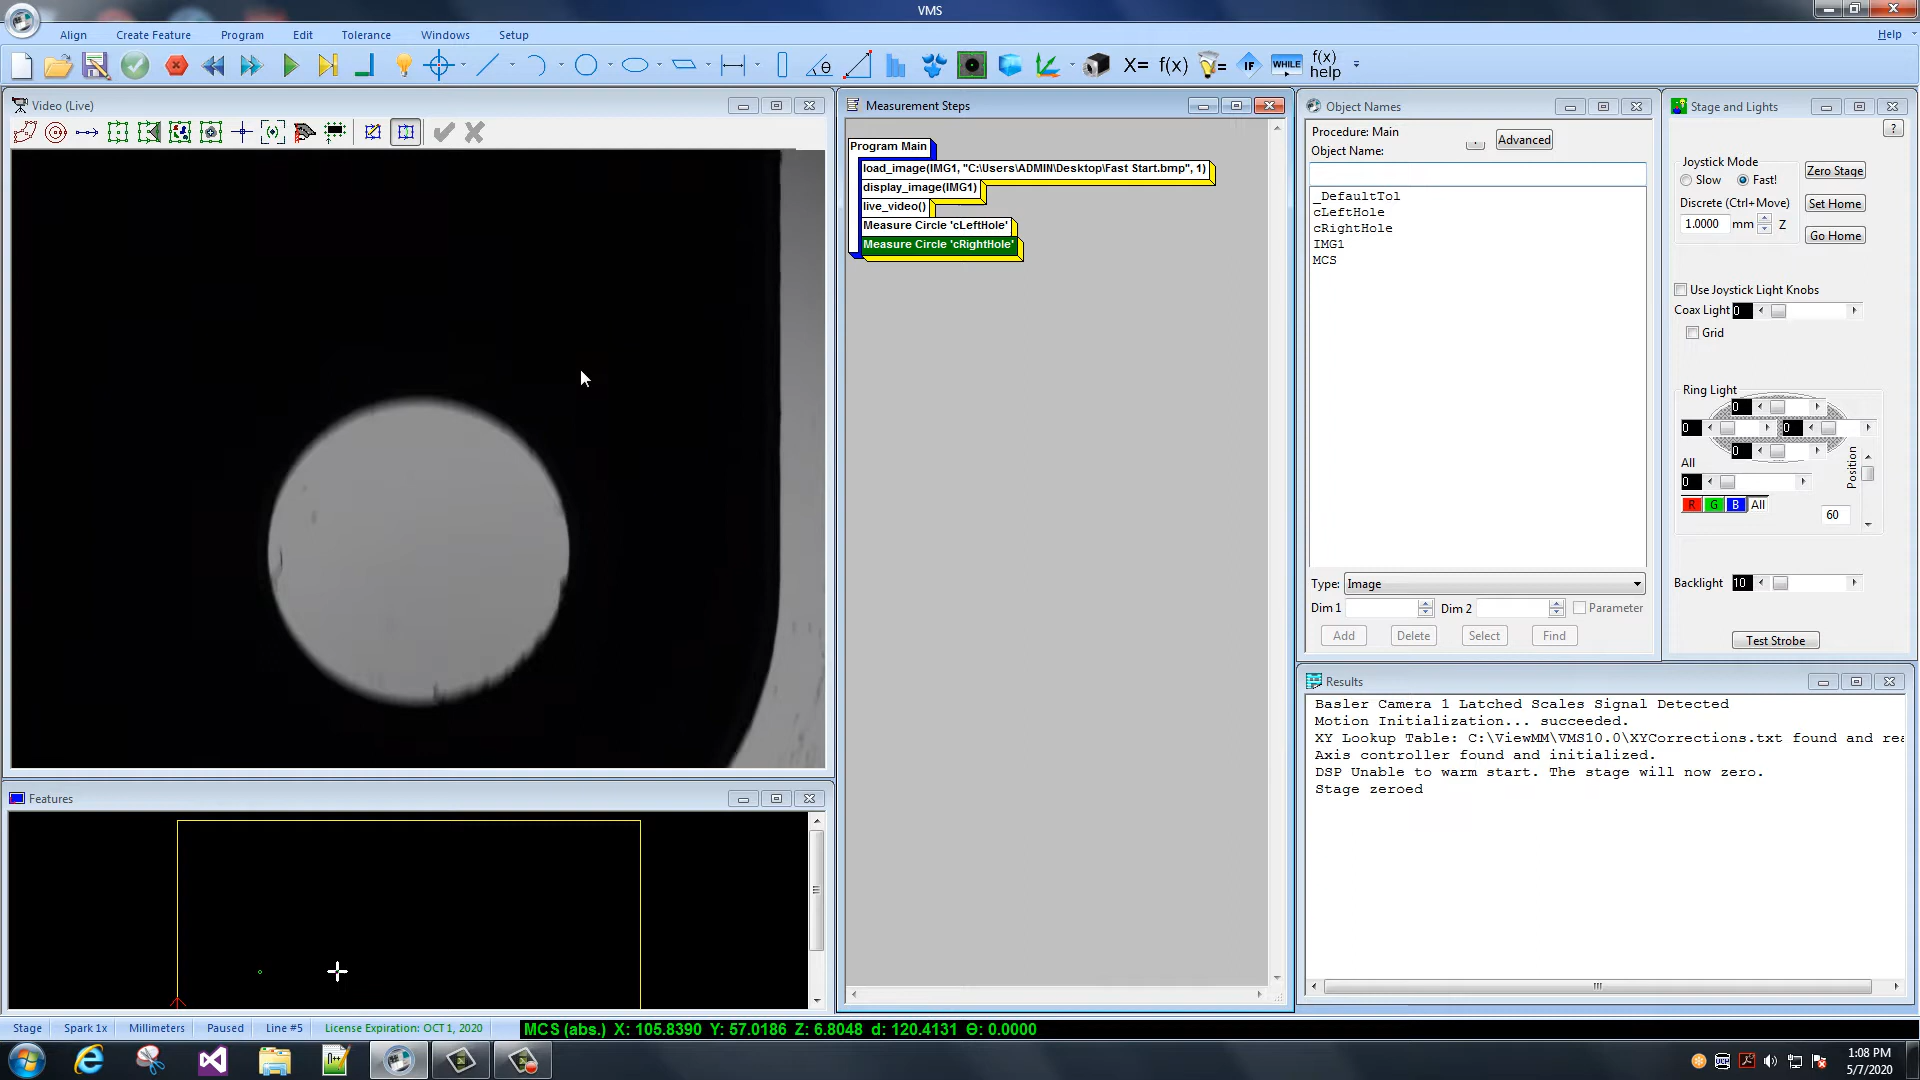 VMS
Align Create Feature Program Edit Tolerance Windows Setup Help
X= f(x) IF WHILE f(x) help
Video (Live)
Measurement Steps
Program Main
load_image(IMG1, "C:\Users\ADMIN\Desktop\Fast Start.bmp", 1)
display_image(IMG1)
live_video()
Measure Circle 'cLeftHole'
Measure Circle 'cRightHole'
Object Names
Procedure: Main
Object Name:
Advanced
_DefaultTol
cLeftHole
cRightHole
IMG1
MCS
Type: Image
Dim 1 Dim 2 Parameter
Add Delete Select Find
Stage and Lights
?
Joystick Mode
Slow Fast!
Zero Stage
Discrete (Ctrl+Move)
1.0000 mm Z
Set Home
Go Home
Use Joystick Light Knobs
Coax Light 0
Grid
Ring Light
0
0 0
0
All
0
R G B All
Position
60
Backlight 10
Test Strobe
Features
Results
Basler Camera 1 Latched Scales Signal Detected
Motion Initialization... succeeded.
XY Lookup Table: C:\ViewMM\VMS10.0\XYCorrections.txt found and rea
Axis controller found and initialized.
DSP Unable to warm start. The stage will now zero.
Stage zeroed
Stage Spark 1x Millimeters Paused Line #5 License Expiration: OCT 1, 2020 MCS (abs.) X: 105.8390 Y: 57.0186 Z: 6.8048 d: 120.4131 Θ: 0.0000
1:08 PM
5/7/2020